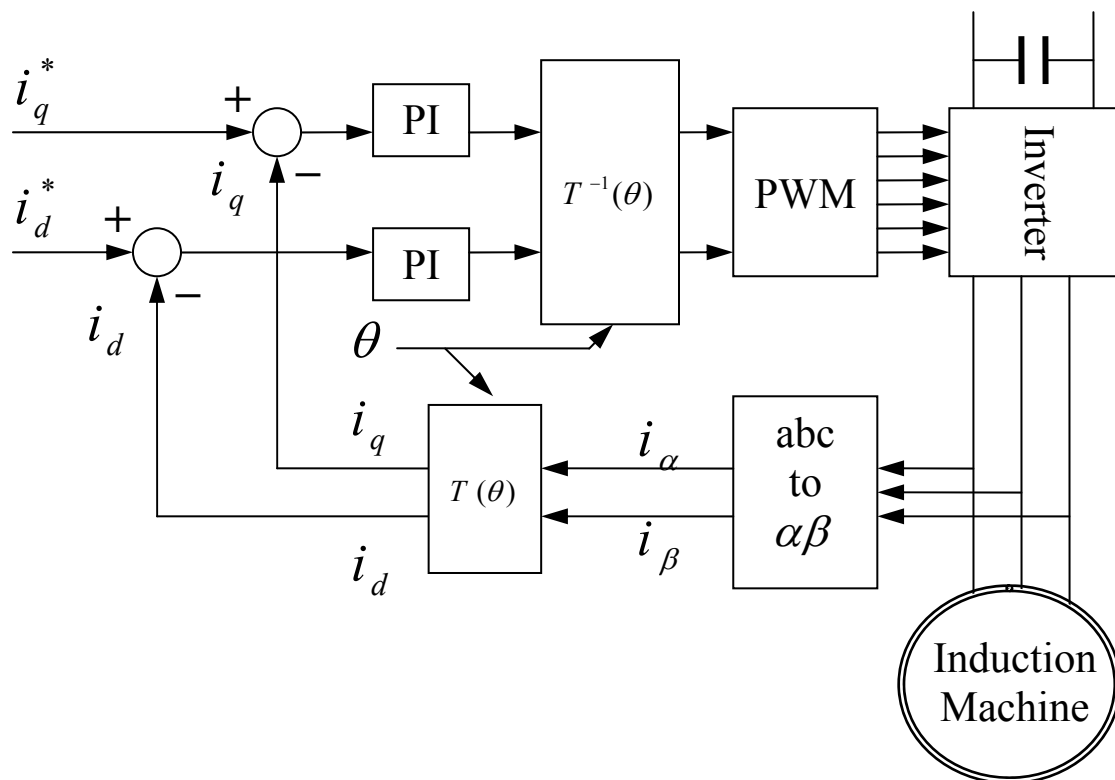 i_q^*
+
PI
T^{-1}(θ)
PWM
Inverter
i_q
−
i_d^*
+
PI
−
i_d
θ
i_q
T (θ)
i_d
i_α
i_β
abc
to
αβ
Induction
Machine